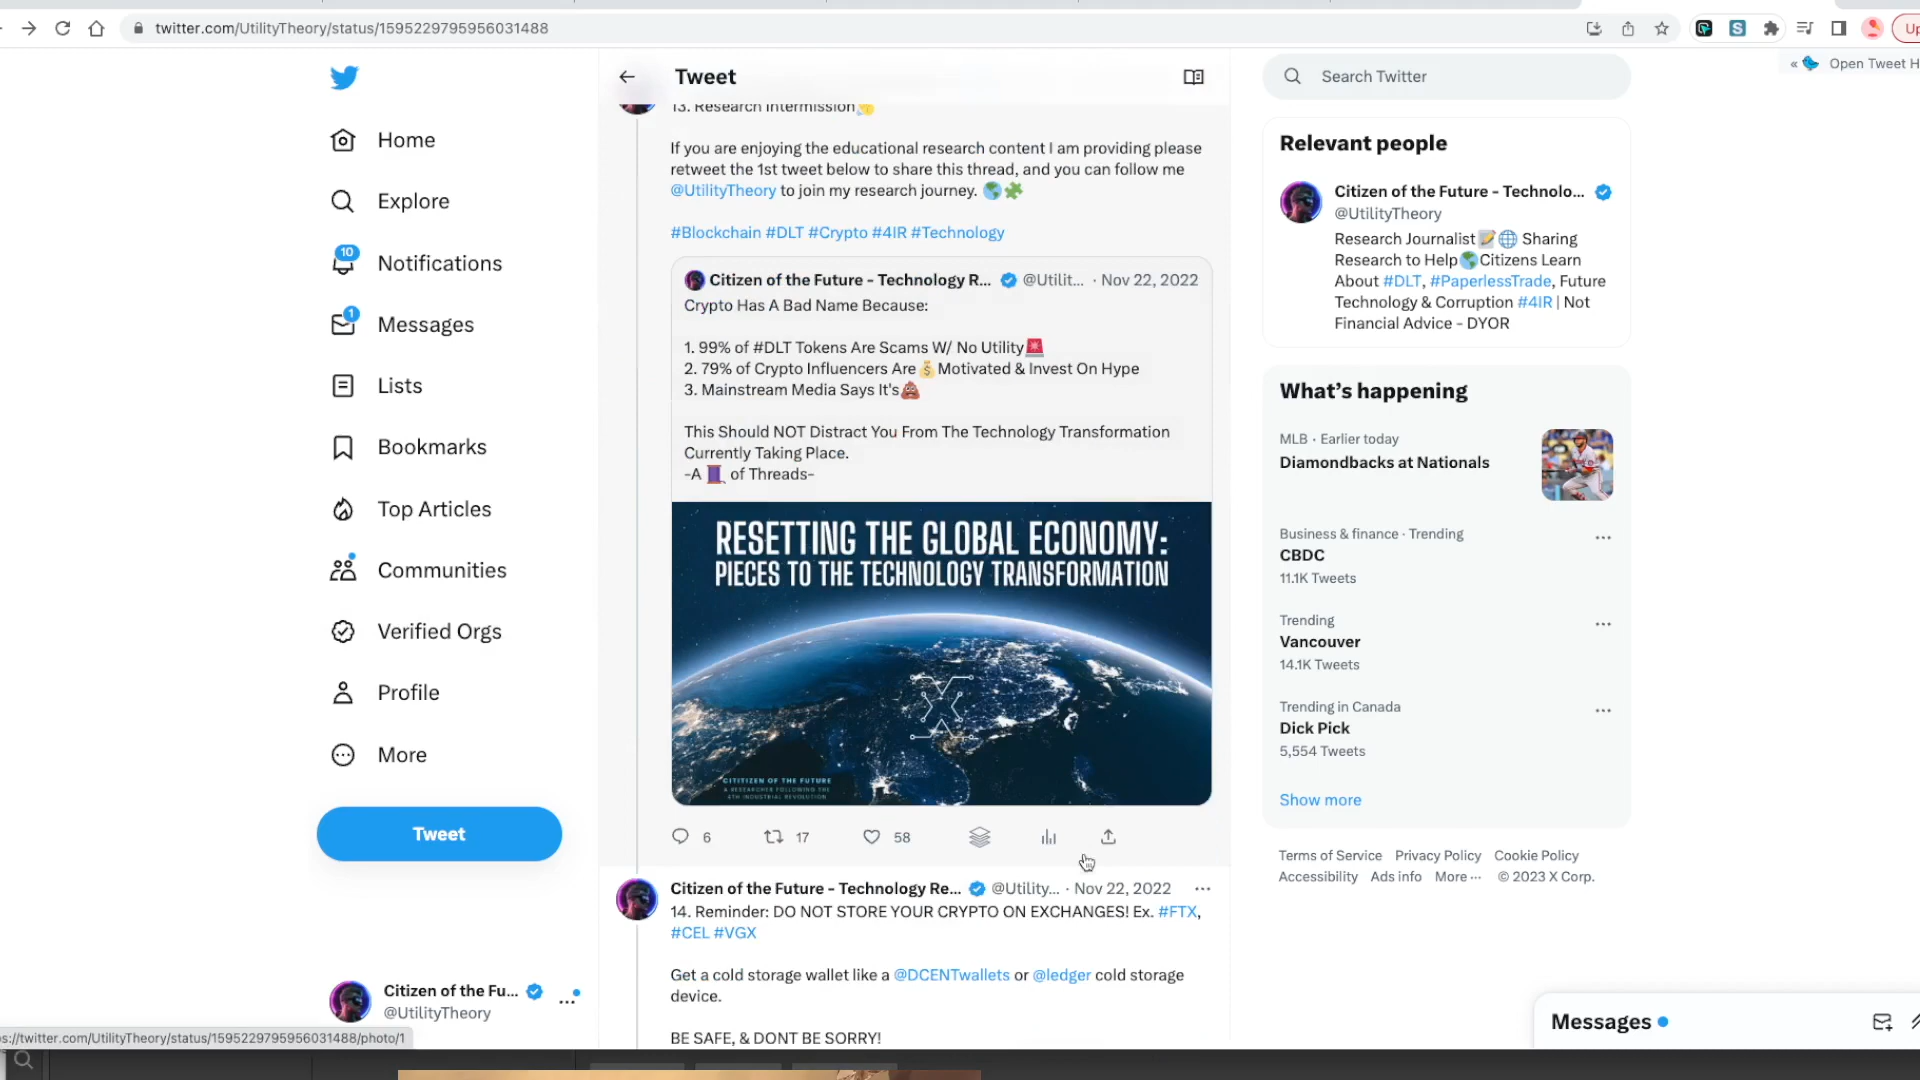 twitter.com/UtilityTheory/status/1595229795956031488
Up
« Open Tweet H
Home
Explore
10
Notifications
1
Messages
Lists
Bookmarks
Top Articles
Communities
Verified Orgs
Profile
More
Tweet
Citizen of the Fu...
@UtilityTheory
s://twitter.com/UtilityTheory/status/1595229795956031488/photo/1
Tweet
13. Research Intermission
If you are enjoying the educational research content I am providing please
retweet the 1st tweet below to share this thread, and you can follow me
@UtilityTheory to join my research journey. 🌎🧩
#Blockchain #DLT #Crypto #4IR #Technology
Citizen of the Future - Technology R... @Utilit... · Nov 22, 2022
Crypto Has A Bad Name Because:
1. 99% of #DLT Tokens Are Scams W/ No Utility🚨
2. 79% of Crypto Influencers Are💰Motivated & Invest On Hype
3. Mainstream Media Says It's💩
This Should NOT Distract You From The Technology Transformation
Currently Taking Place.
-A 🧵 of Threads-
RESETTING THE GLOBAL ECONOMY:
PIECES TO THE TECHNOLOGY TRANSFORMATION
CITITIZEN OF THE FUTURE
A RESEARCHER FOLLOWING THE
4TH INDUSTRIAL REVOLUTION
6 17 58
Citizen of the Future - Technology Re... @Utility... · Nov 22, 2022 ...
14. Reminder: DO NOT STORE YOUR CRYPTO ON EXCHANGES! Ex. #FTX,
#CEL #VGX
Get a cold storage wallet like a @DCENTwallets or @ledger cold storage
device.
BE SAFE, & DONT BE SORRY!
Search Twitter
Relevant people
Citizen of the Future - Technolo...
@UtilityTheory
Research Journalist📝🌐 Sharing
Research to Help🌎Citizens Learn
About #DLT, #PaperlessTrade, Future
Technology & Corruption #4IR | Not
Financial Advice - DYOR
What's happening
MLB · Earlier today
Diamondbacks at Nationals
Business & finance · Trending
CBDC
11.1K Tweets
Trending
Vancouver
14.1K Tweets
Trending in Canada
Dick Pick
5,554 Tweets
Show more
Terms of Service Privacy Policy Cookie Policy
Accessibility Ads info More ··· © 2023 X Corp.
Messages